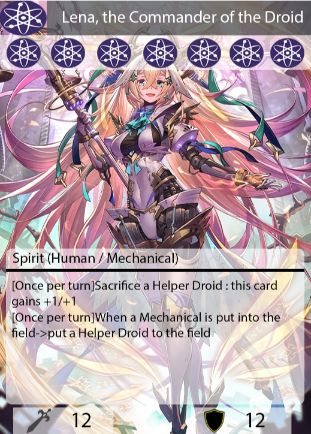 Lena, the Commander of the Droid
Spirit (Human / Mechanical)
[Once per turn]Sacrifice a Helper Droid : this card
gains +1/+1
[Once per turn]When a Mechanical is put into the
field->put a Helper Droid to the field
12 12